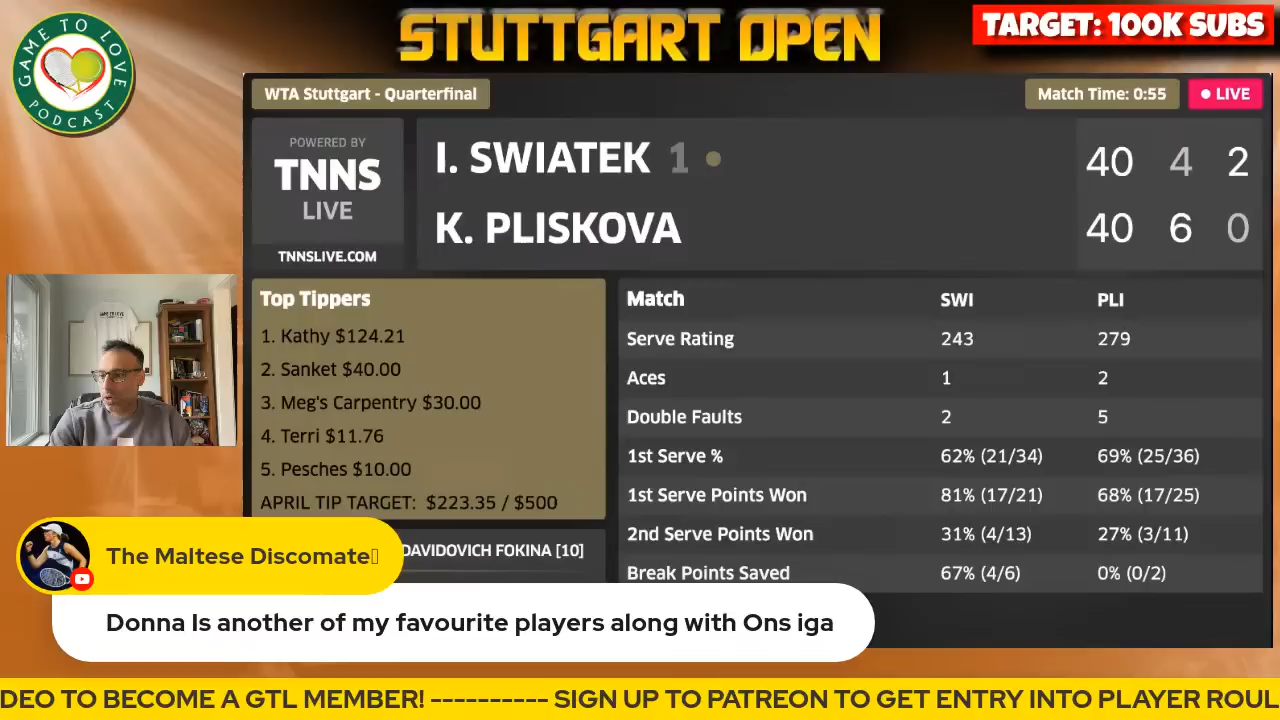 GAME TO LOVE
PODCAST
STUTTGART OPEN
TARGET: 100K SUBS
WTA Stuttgart - Quarterfinal
Match Time: 0:55
LIVE
POWERED BY
TNNS
LIVE
TNNSLIVE.COM
I. SWIATEK 1 40 4 2
K. PLISKOVA 40 6 0
Top Tippers
1. Kathy $124.21
2. Sanket $40.00
3. Meg's Carpentry $30.00
4. Terri $11.76
5. Pesches $10.00
APRIL TIP TARGET: $223.35 / $500
Match SWI PLI
Serve Rating 243 279
Aces 1 2
Double Faults 2 5
1st Serve % 62% (21/34) 69% (25/36)
1st Serve Points Won 81% (17/21) 68% (17/25)
2nd Serve Points Won 31% (4/13) 27% (3/11)
Break Points Saved 67% (4/6) 0% (0/2)
DAVIDOVICH FOKINA [10]
The Maltese Discomate
Donna Is another of my favourite players along with Ons iga
DEO TO BECOME A GTL MEMBER! ---------- SIGN UP TO PATREON TO GET ENTRY INTO PLAYER ROUL